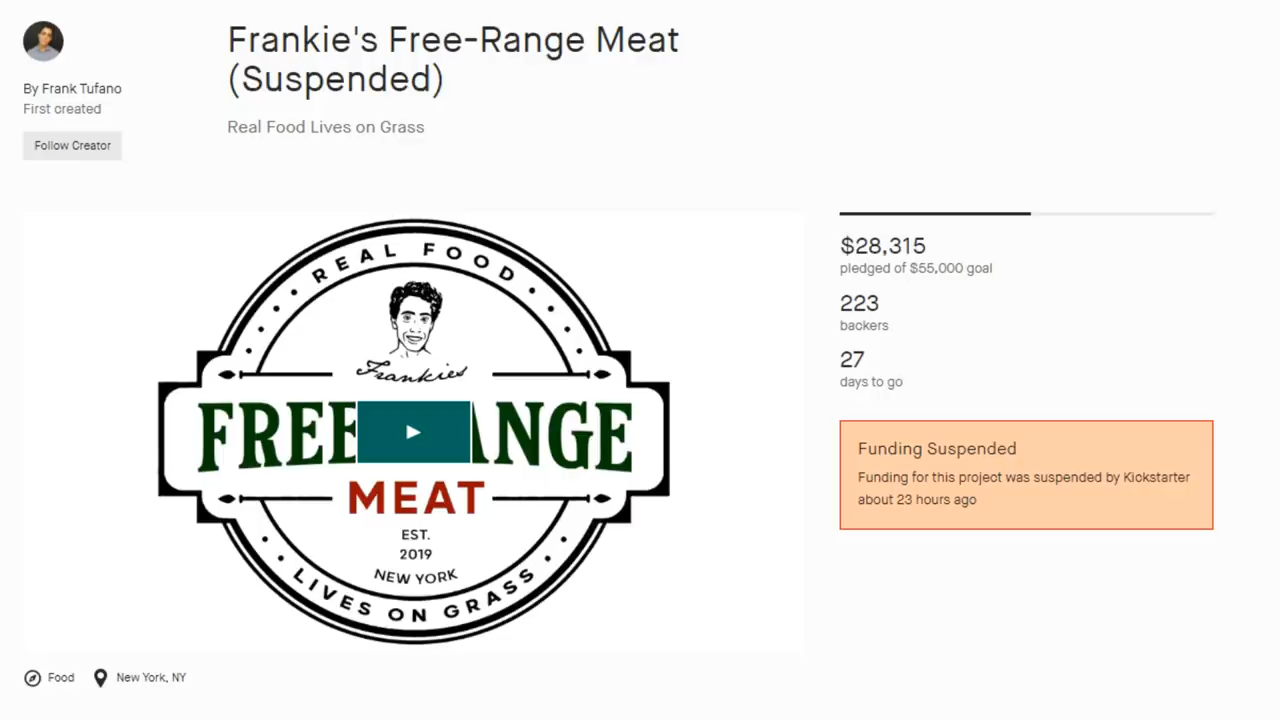 Frankie's Free-Range Meat
(Suspended)
By Frank Tufano
First created
Real Food Lives on Grass
Follow Creator
REAL FOOD
Frankies
FREE RANGE
MEAT
EST.
2019
NEW YORK
LIVES ON GRASS
$28,315
pledged of $55,000 goal
223
backers
27
days to go
Funding Suspended
Funding for this project was suspended by Kickstarter
about 23 hours ago
Food
New York, NY